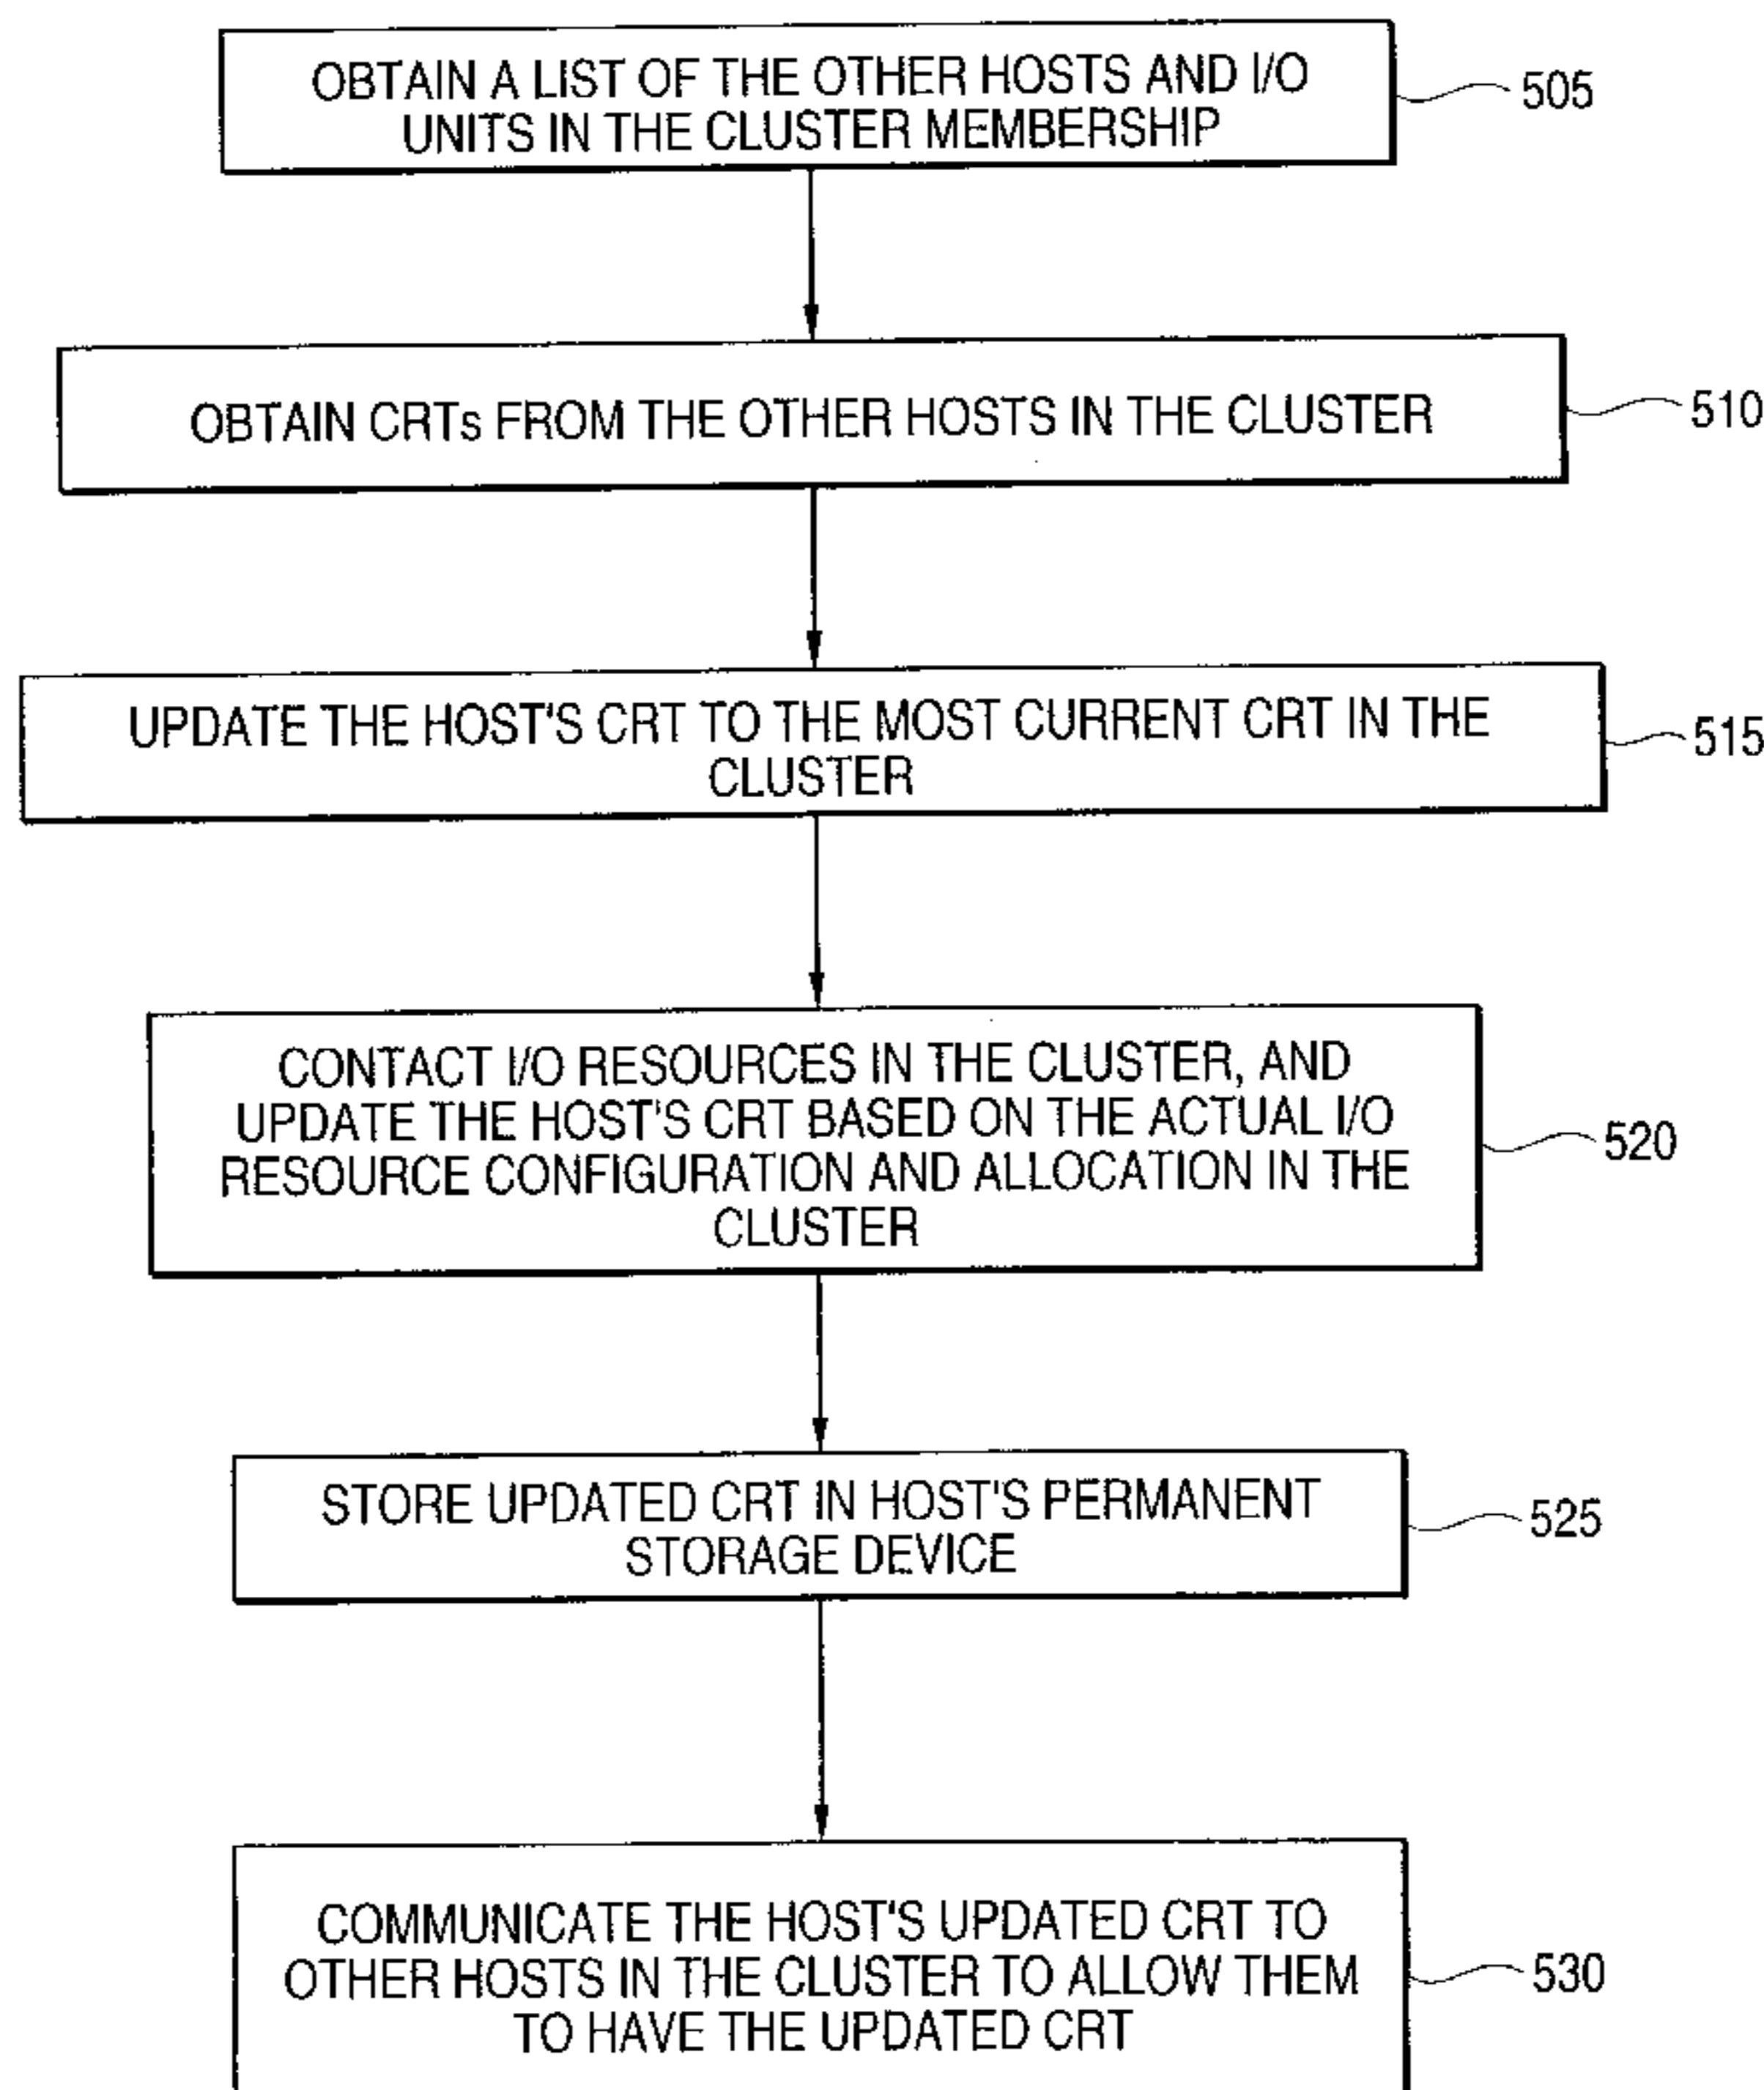 OBTAIN A LIST OF THE OTHER HOSTS AND I/O
UNITS IN THE CLUSTER MEMBERSHIP
505
OBTAIN CRTs FROM THE OTHER HOSTS IN THE CLUSTER
510
UPDATE THE HOST'S CRT TO THE MOST CURRENT CRT IN THE
CLUSTER
515
CONTACT I/O RESOURCES IN THE CLUSTER, AND
UPDATE THE HOST'S CRT BASED ON THE ACTUAL I/O
RESOURCE CONFIGURATION AND ALLOCATION IN THE
CLUSTER
520
STORE UPDATED CRT IN HOST'S PERMANENT
STORAGE DEVICE
525
COMMUNICATE THE HOST'S UPDATED CRT TO
OTHER HOSTS IN THE CLUSTER TO ALLOW THEM
TO HAVE THE UPDATED CRT
530